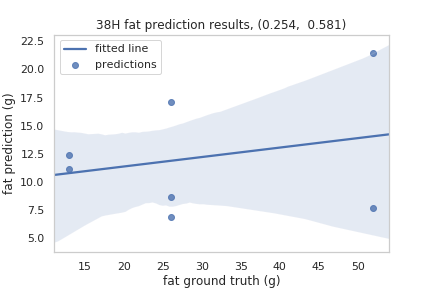 38H fat prediction results, (0.254,  0.581)
fitted line
predictions
fat prediction (g)
22.5
20.0
17.5
15.0
12.5
10.0
7.5
5.0
15 20 25 30 35 40 45 50
fat ground truth (g)